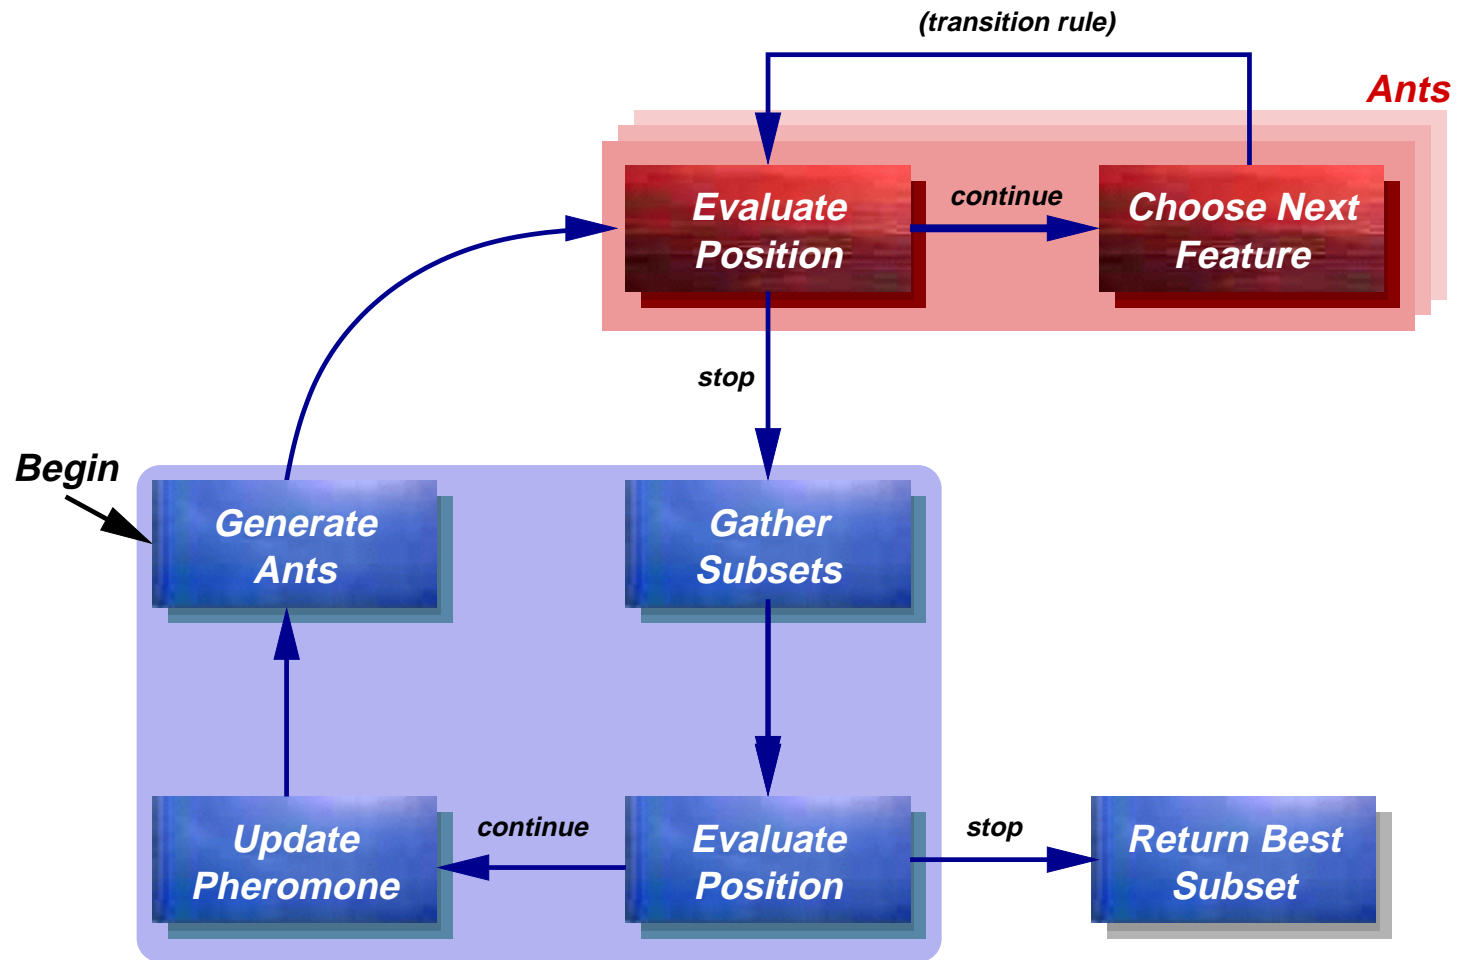 (transition rule)
Ants
Evaluate
Position
continue
Choose Next
Feature
stop
Begin
Generate
Ants
Gather
Subsets
Update
Pheromone
continue
Evaluate
Position
stop
Return Best
Subset